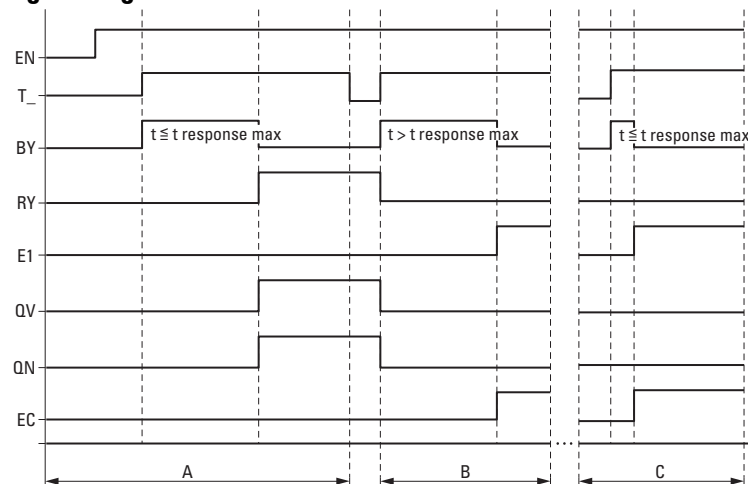 EN
T_
BY t ≦ t response max t > t response max t ≦ t response max
RY
E1
QV
QN
EC
...
A B C